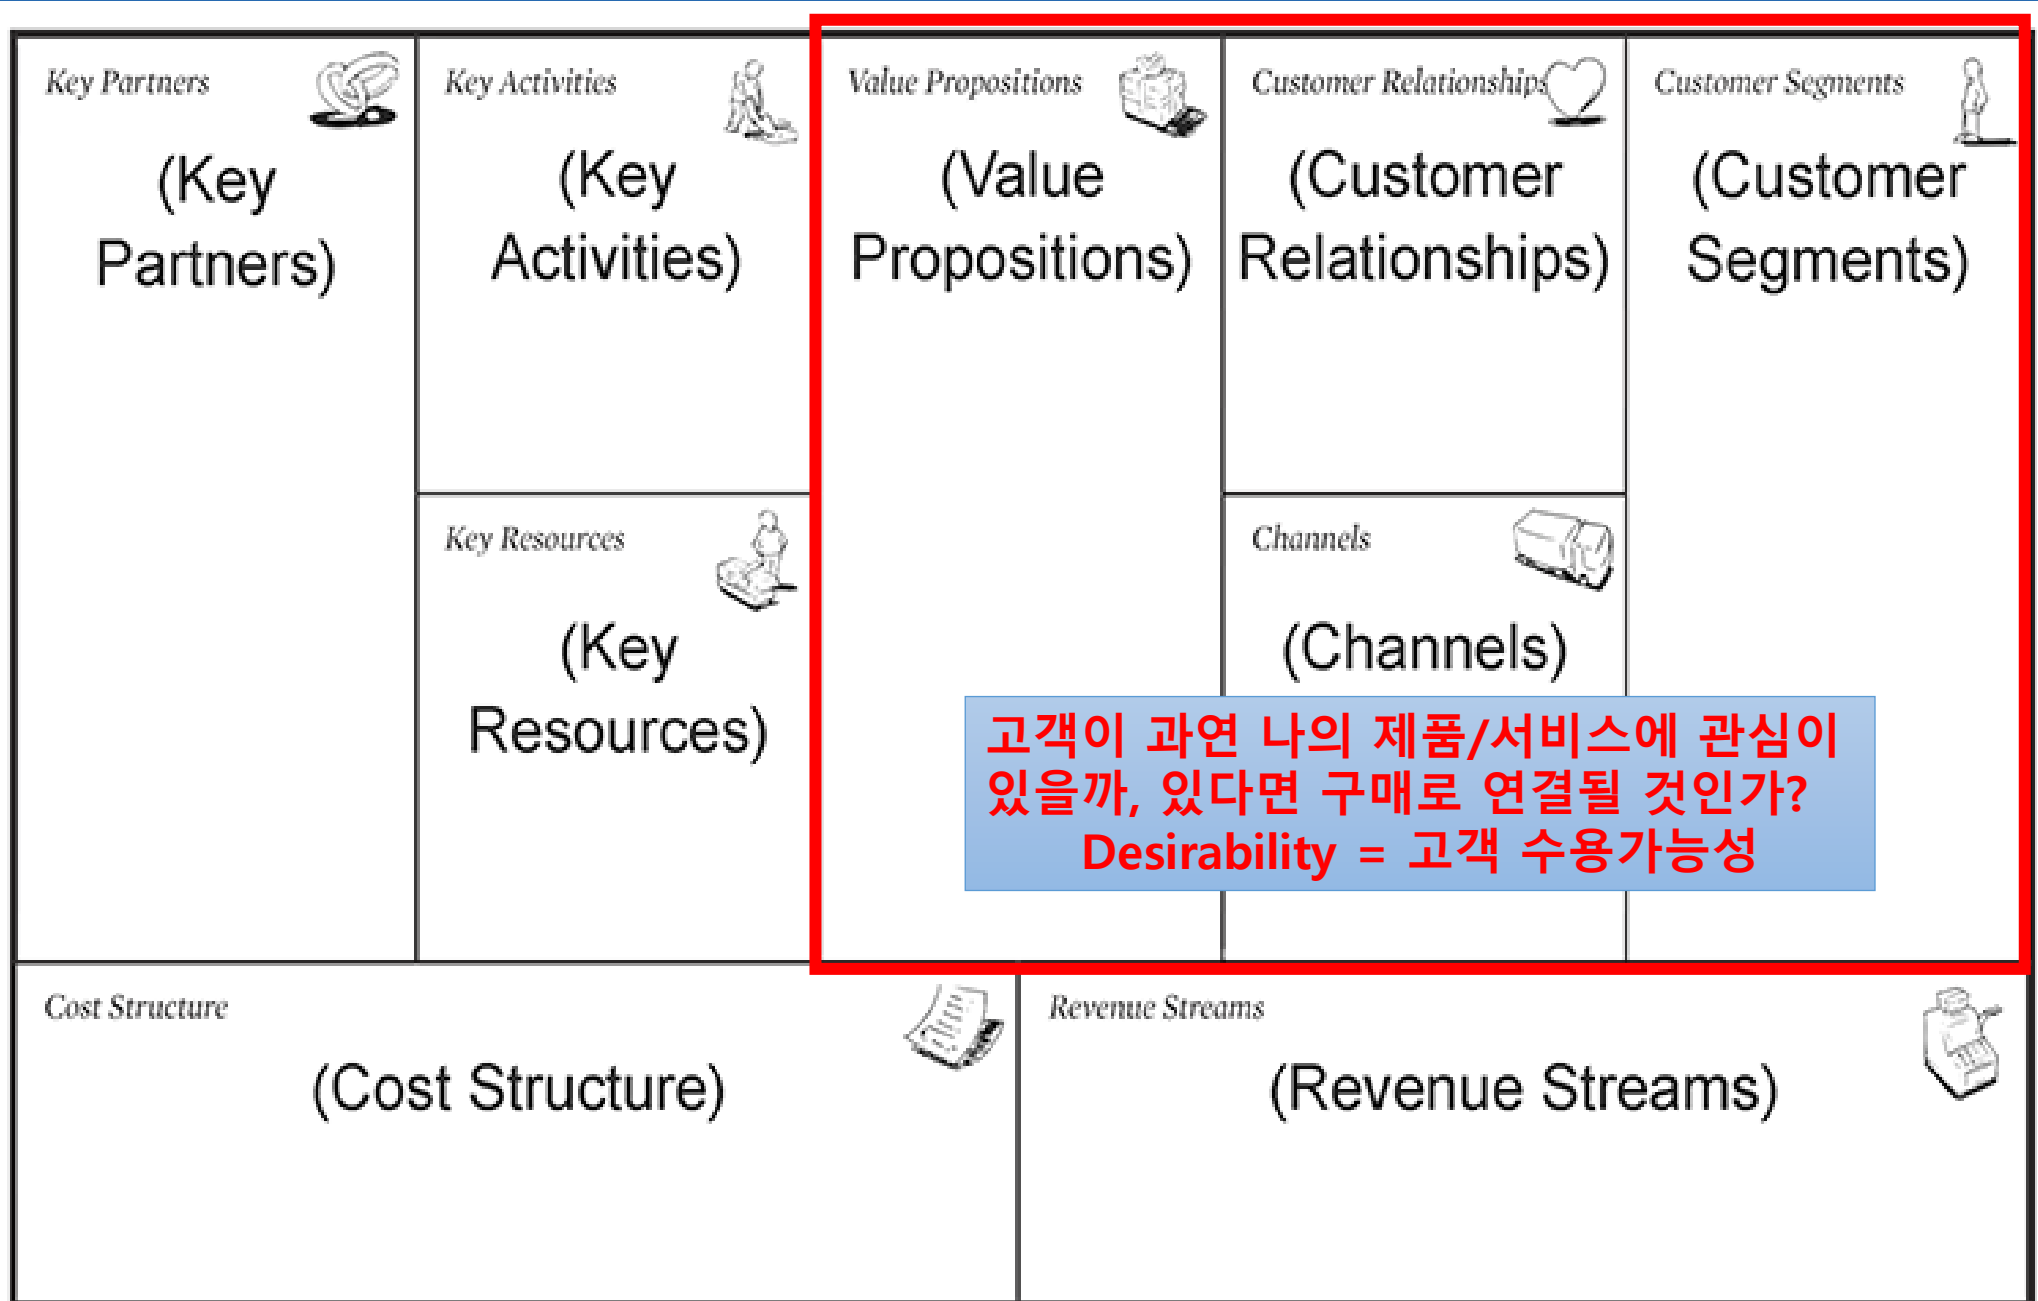 Key Partners
(Key
Partners)
Key Activities
(Key
Activities)
Key Resources
(Key
Resources)
Value Propositions
(Value
Propositions)
Customer Relationships
(Customer
Relationships)
Channels
(Channels)
Customer Segments
(Customer
Segments)
고객이 과연 나의 제품/서비스에 관심이
있을까, 있다면 구매로 연결될 것인가?
Desirability = 고객 수용가능성
Cost Structure
(Cost Structure)
Revenue Streams
(Revenue Streams)